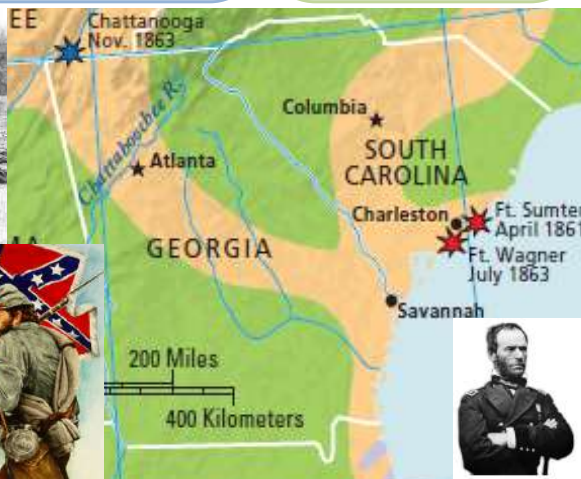 EE
Chattanooga
Nov. 1863
Columbia
Chattahoochee R.
Atlanta
SOUTH
CAROLINA
Charleston
Ft. Sumter
April 1861
GEORGIA
Ft. Wagner
July 1863
Savannah
200 Miles
400 Kilometers